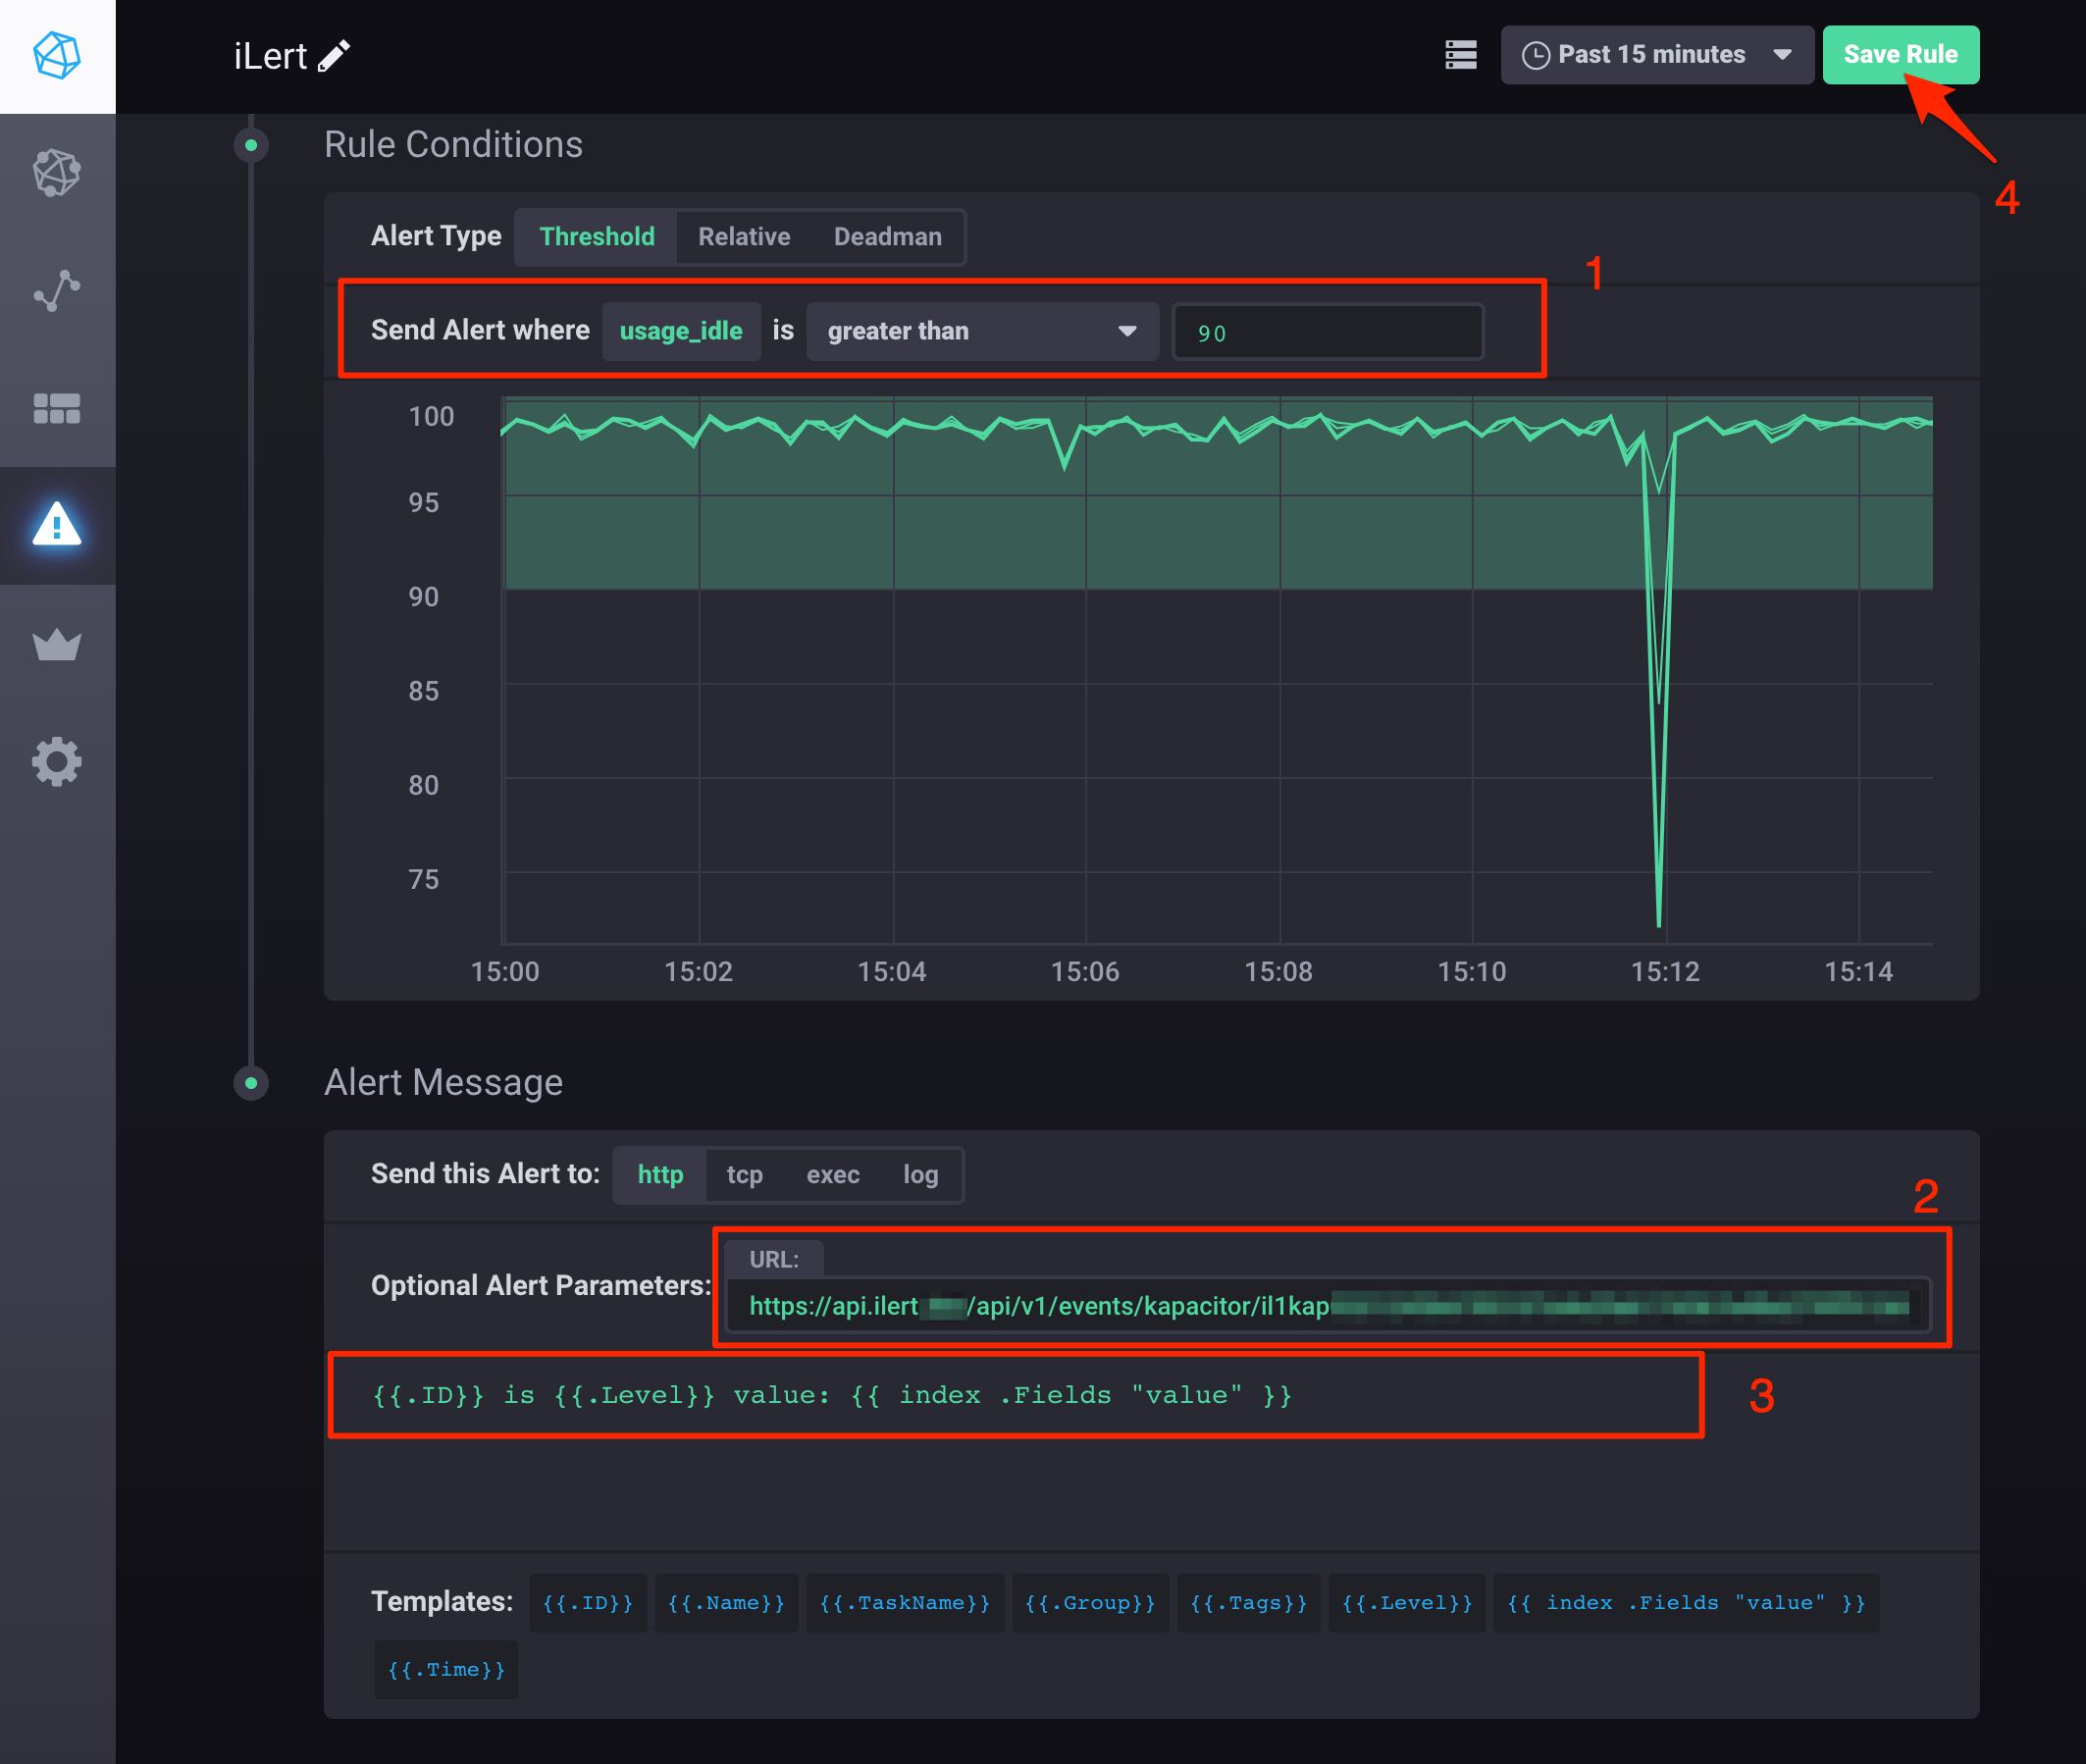 iLert
Past 15 minutes
Save Rule
4
Rule Conditions
Alert Type Threshold Relative Deadman
1
Send Alert where usage_idle is greater than 90
100
95
90
85
80
75
15:00 15:02 15:04 15:06 15:08 15:10 15:12 15:14
Alert Message
Send this Alert to: http tcp exec log
2
URL:
Optional Alert Parameters:
https://api.ilert /api/v1/events/kapacitor/il1kap
{{.ID}} is {{.Level}} value: {{ index .Fields "value" }}
3
Templates: {{.ID}} {{.Name}} {{.TaskName}} {{.Group}} {{.Tags}} {{.Level}} {{ index .Fields "value" }}
{{.Time}}